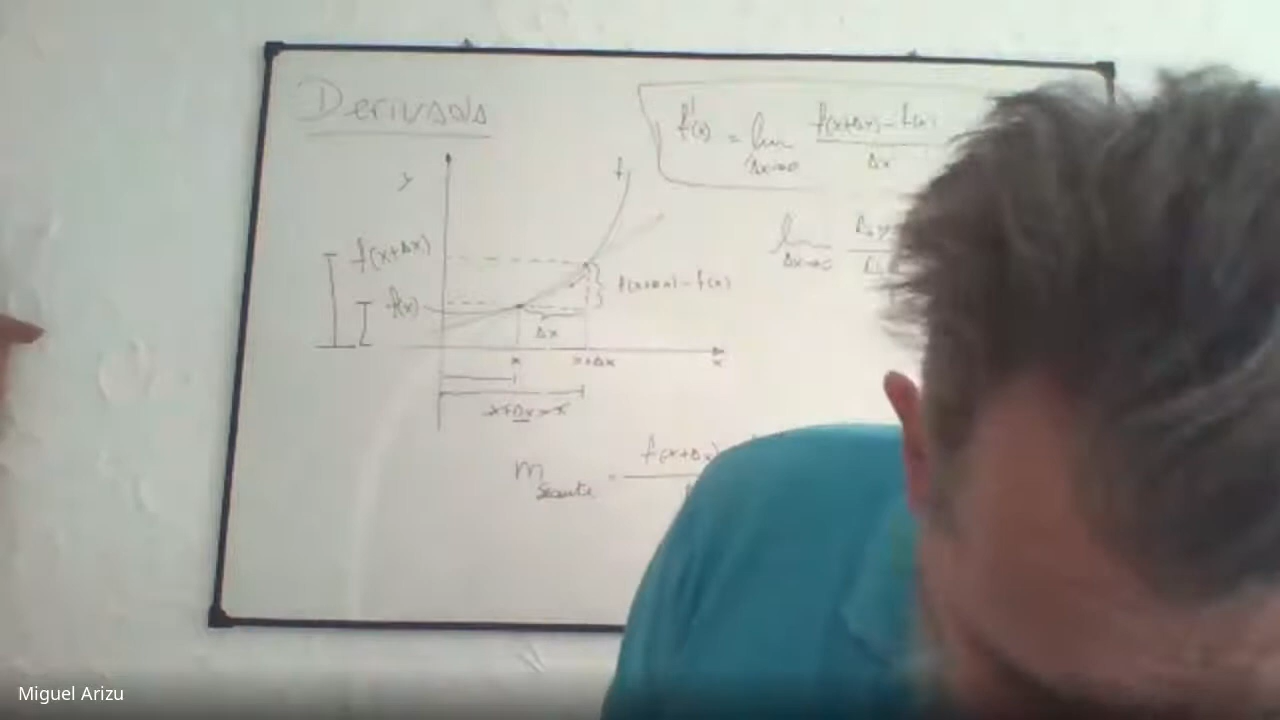 Derivada
f'(x) = lim f(x+Δx) - f(x)
Δx→0 Δx
y
f
lim
Δx→0
f(x+Δx)
f(x+Δx) - f(x)
f(x)
Δx
x x+Δx x
x+Δx-x
m secante = f(x+Δx)
Miguel Arizu